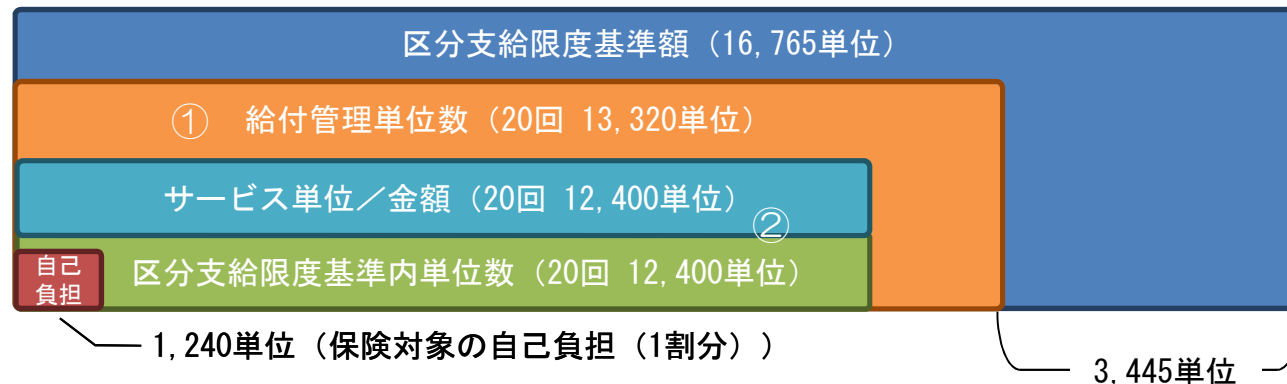 区分支給限度基準額（16,765単位）
①　給付管理単位数（20回 13,320単位）
サービス単位／金額（20回 12,400単位）
②
自己
負担
区分支給限度基準内単位数（20回 12,400単位）
1,240単位（保険対象の自己負担（1割分））
3,445単位